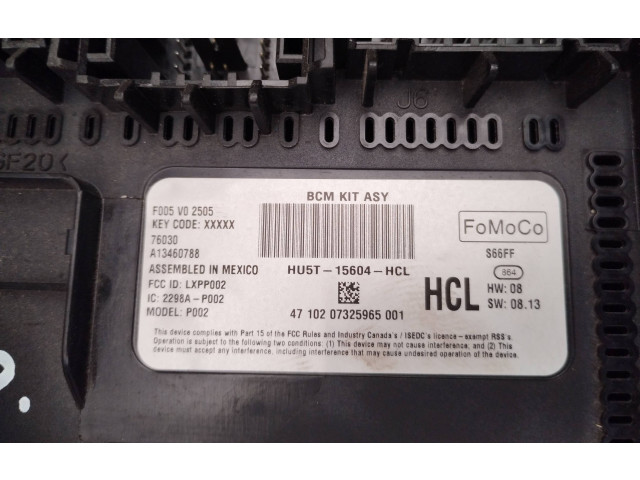 J6
GF20<
BCM KIT ASY
F005 V0 2505
KEY CODE: XXXXX
76030
A13460788
ASSEMBLED IN MEXICO
FCC ID: LXPP002
IC: 2298A-P002
MODEL: P002
HU5T-15604-HCL
47 102 07325965 001
FoMoCo
S66FF
864
HCL
HW: 08
SW: 08.13
This device complies with Part 15 of the FCC Rules and Industry Canada's / ISEDC's licence - exempt RSS's
Operation is subject to the following two conditions: (1) This device may not cause interference, and (2) This
device must accept any interference, including interference that may cause undesired operation of the device.